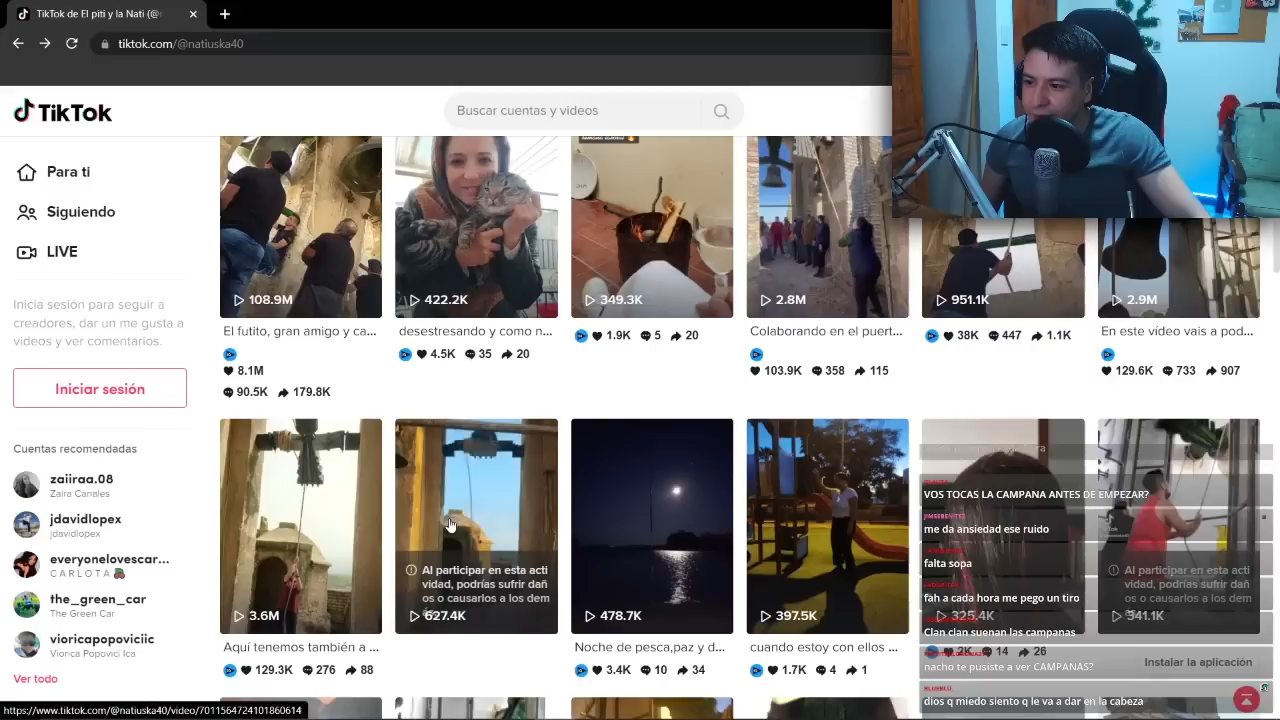 TikTok de El piti y la Nati (@
tiktok.com/@natiuska40
TikTok
Buscar cuentas y videos
Para ti
Siguiendo
LIVE
Inicia sesión para seguir a
creadores, dar un me gusta a
videos y ver comentarios.
Iniciar sesión
Cuentas recomendadas
zaiiraa.08
Zaira Canales
jdavidlopex
jdavidlopex
everyonelovescar...
C A R L O T A
the_green_car
The Green Car
vioricapopoviciic
Viorica Popovici Ica
Ver todo
108.9M
422.2K
349.3K
2.8M
951.1K
2.9M
El futito, gran amigo y ca...
desestresando y como n...
Colaborando en el puert...
En este vídeo vais a pod...
8.1M
90.5K 179.8K
4.5K 35 20
1.9K 5 20
103.9K 358 115
38K 447 1.1K
129.6K 733 907
3.6M
Al participar en esta acti
vidad, podrías sufrir dañ
os o causarlos a los dem
627.4K
478.7K
397.5K
325.4K
Al participar en esta acti
vidad, podrías sufrir dañ
os o causarlos a los dem
341.1K
Aquí tenemos también a ...
Noche de pesca,paz y d...
cuando estoy con ellos ...
129.3K 276 88
3.4K 10 34
1.7K 4 1
2K 14 26
VOS TOCAS LA CAMPANA ANTES DE EMPEZAR?
me da ansiedad ese ruido
falta sopa
fah a cada hora me pego un tiro
Clan clan suenan las campanas
nacho te pusiste a ver CAMPANAS?
Instalar la aplicación
dios q miedo siento q le va a dar en la cabeza
https://www.tiktok.com/@natiuska40/video/7011564724101860614